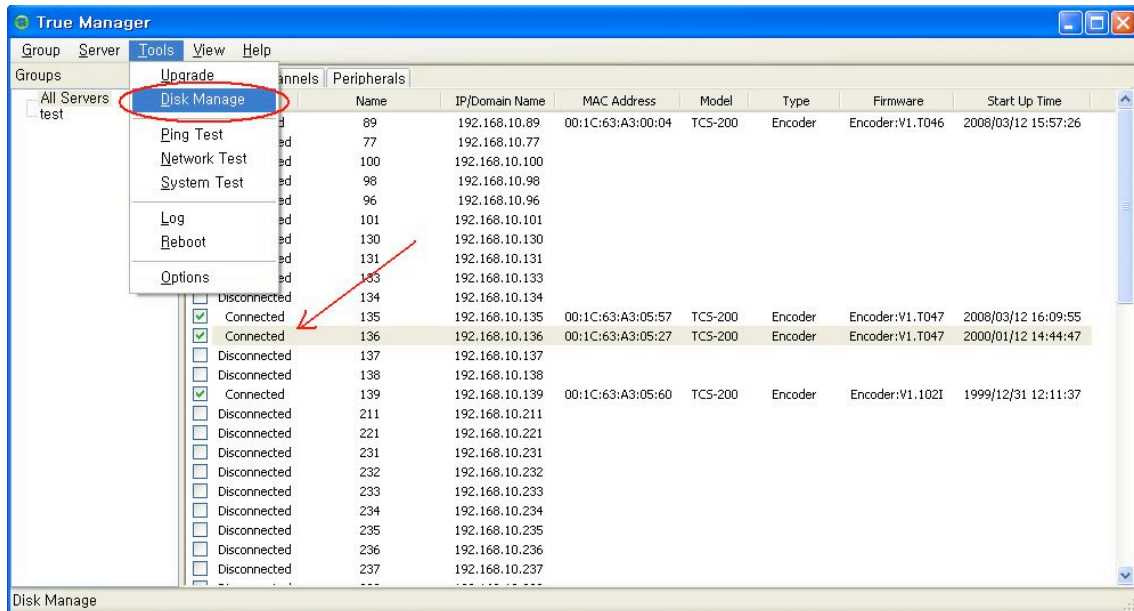 True Manager
Group Server Tools View Help
Groups Upgrade annels Peripherals
All Servers Disk Manage Name IP/Domain Name MAC Address Model Type Firmware Start Up Time
test 89 192.168.10.89 00:1C:63:A3:00:04 TCS-200 Encoder Encoder:V1.T046 2008/03/12 15:57:26
Ping Test ed 77 192.168.10.77
Network Test ed 100 192.168.10.100
System Test ed 98 192.168.10.98
ed 96 192.168.10.96
Log ed 101 192.168.10.101
Reboot ed 130 192.168.10.130
ed 131 192.168.10.131
Options ed 133 192.168.10.133
Disconnected 134 192.168.10.134
Connected 135 192.168.10.135 00:1C:63:A3:05:57 TCS-200 Encoder Encoder:V1.T047 2008/03/12 16:09:55
Connected 136 192.168.10.136 00:1C:63:A3:05:27 TCS-200 Encoder Encoder:V1.T047 2000/01/12 14:44:47
Disconnected 137 192.168.10.137
Disconnected 138 192.168.10.138
Connected 139 192.168.10.139 00:1C:63:A3:05:60 TCS-200 Encoder Encoder:V1.102I 1999/12/31 12:11:37
Disconnected 211 192.168.10.211
Disconnected 221 192.168.10.221
Disconnected 231 192.168.10.231
Disconnected 232 192.168.10.232
Disconnected 233 192.168.10.233
Disconnected 234 192.168.10.234
Disconnected 235 192.168.10.235
Disconnected 236 192.168.10.236
Disconnected 237 192.168.10.237
Disk Manage